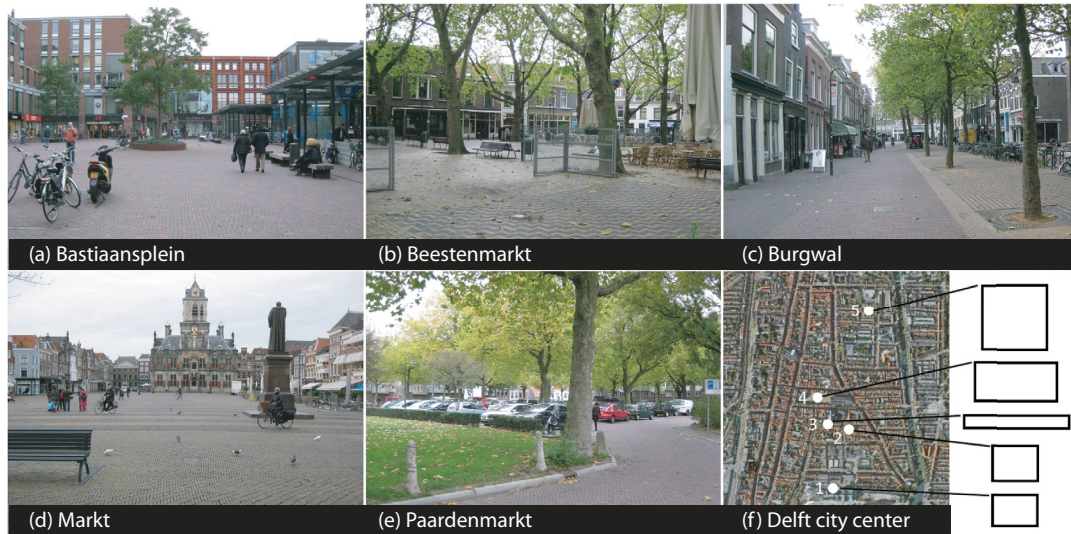 (a) Bastiaansplein
(b) Beestenmarkt
(c) Burgwal
(d) Markt
(e) Paardenmarkt
(f) Delft city center
5
4
3
2
1